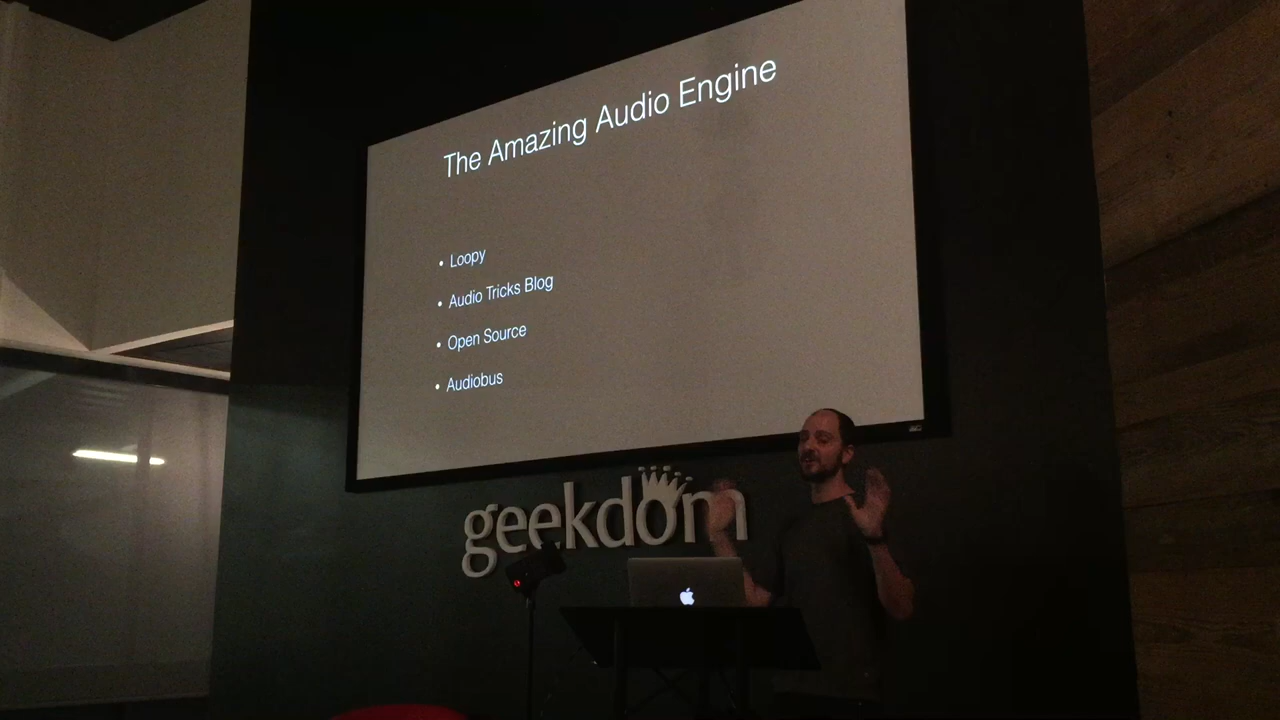 The Amazing Audio Engine
• Loopy
• Audio Tricks Blog
• Open Source
• Audiobus
geekdom